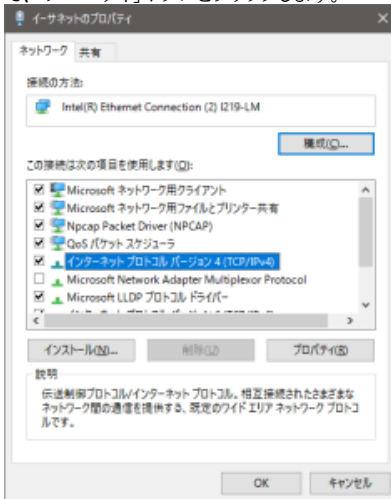 イーサネットのプロパティ
ネットワーク 共有
接続の方法:
Intel(R) Ethernet Connection (2) I219-LM
構成(C)...
この接続は次の項目を使用します(O):
Microsoft ネットワーク用クライアント
Microsoft ネットワーク用ファイルとプリンター共有
Npcap Packet Driver (NPCAP)
QoS パケット スケジューラ
インターネット プロトコル バージョン 4 (TCP/IPv4)
Microsoft Network Adapter Multiplexor Protocol
Microsoft LLDP プロトコル ドライバー
インストール(N)... 削除(U) プロパティ(R)
説明
伝送制御プロトコル/インターネット プロトコル。相互接続されたさまざまな
ネットワーク間の通信を提供する、既定のワイド エリア ネットワーク プロトコ
ルです。
OK キャンセル